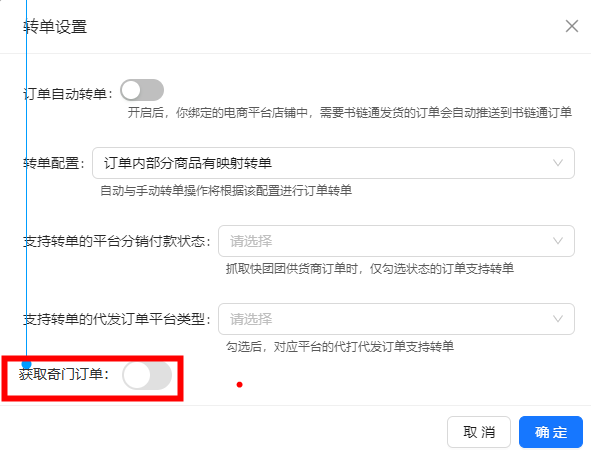 转单设置
订单自动转单：
开启后，你绑定的电商平台店铺中，需要书链通发货的订单会自动推送到书链通订单
转单配置： 订单内部分商品有映射转单
自动与手动转单操作将根据该配置进行订单转单
支持转单的平台分销付款状态： 请选择
抓取快团团供货商订单时，仅勾选状态的订单支持转单
支持转单的代发订单平台类型： 请选择
勾选后，对应平台的代打代发订单支持转单
获取奇门订单：
取 消 确 定